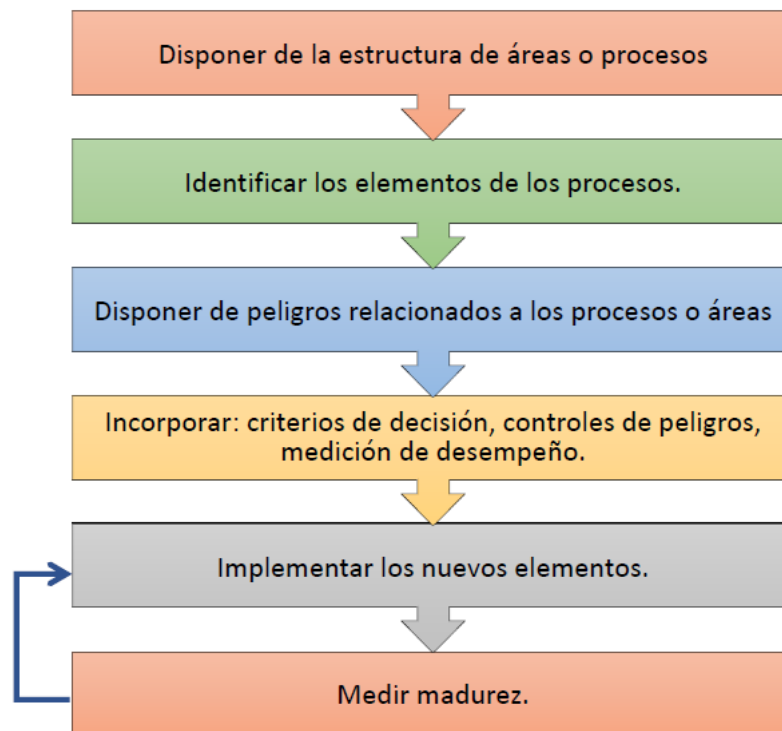 Disponer de la estructura de áreas o procesos
Identificar los elementos de los procesos.
Disponer de peligros relacionados a los procesos o áreas
Incorporar: criterios de decisión, controles de peligros,
medición de desempeño.
Implementar los nuevos elementos.
Medir madurez.